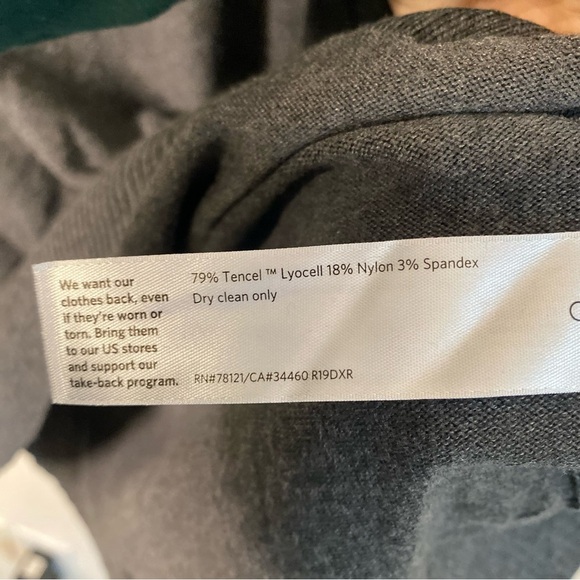 We want our
clothes back, even
if they're worn or
torn. Bring them
to our US stores
and support our
take-back program.
79% Tencel ™ Lyocell 18% Nylon 3% Spandex
Dry clean only
RN#78121/CA#34460 R19DXR